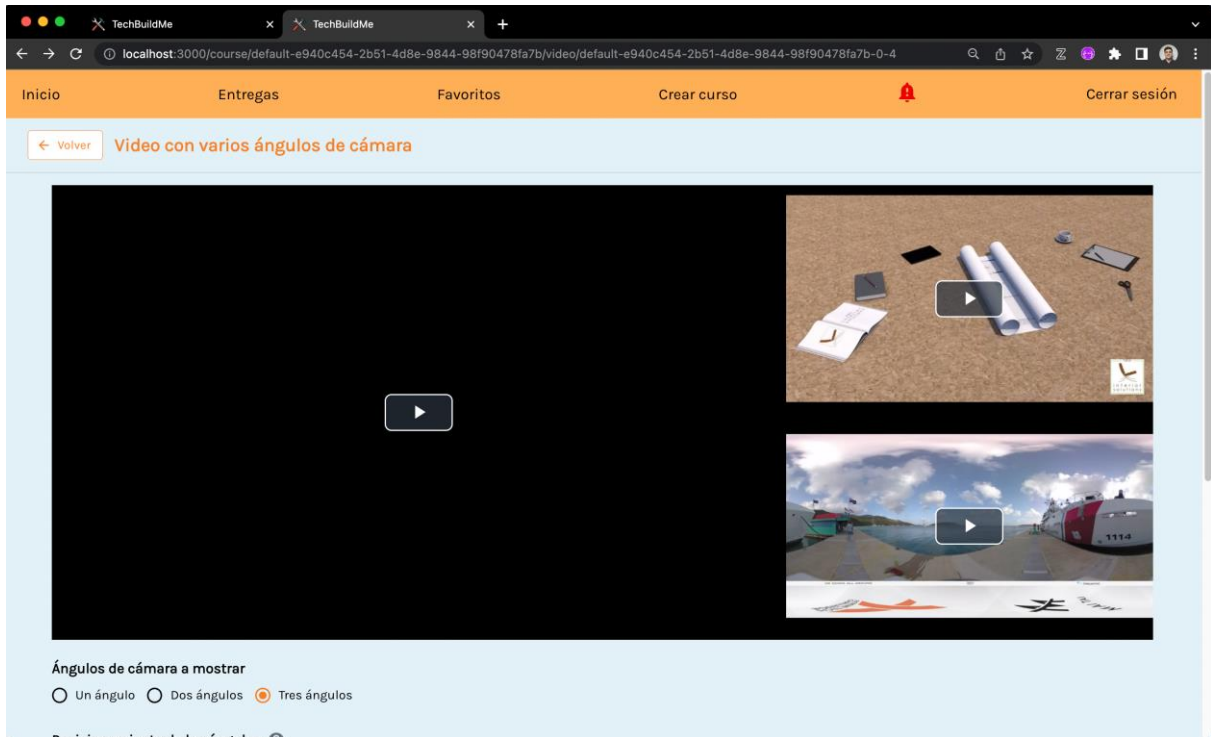 TechBuildMe
TechBuildMe
localhost:3000/course/default-e940c454-2b51-4d8e-9844-98f90478fa7b/video/default-e940c454-2b51-4d8e-9844-98f90478fa7b-0-4
Inicio Entregas Favoritos Crear curso Cerrar sesión
Volver Video con varios ángulos de cámara
interior
solutions
1114
Ángulos de cámara a mostrar
Un ángulo Dos ángulos Tres ángulos